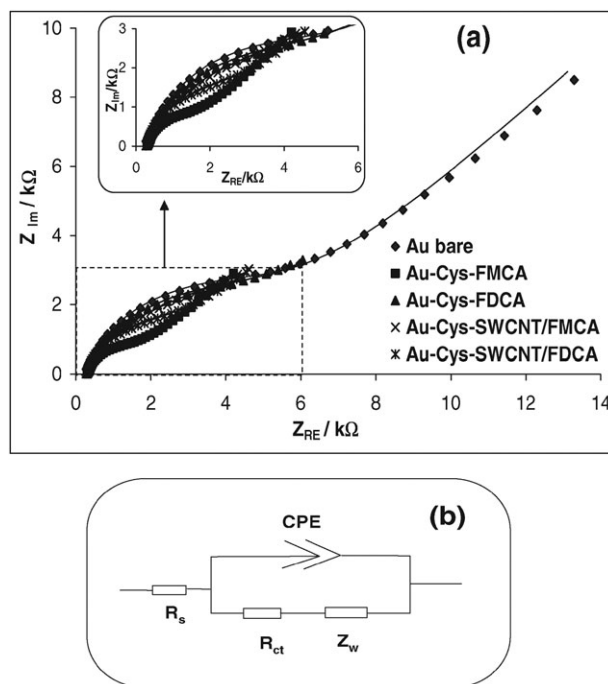 (a)
3
2
1
0
Z_Im/kΩ
0 2 4 6
Z_RE/kΩ
10
8
6
4
2
0
Z_Im / kΩ
Au bare
Au-Cys-FMCA
Au-Cys-FDCA
Au-Cys-SWCNT/FMCA
Au-Cys-SWCNT/FDCA
0 2 4 6 8 10 12 14
Z_RE / kΩ
(b)
CPE
R_s
R_ct Z_w